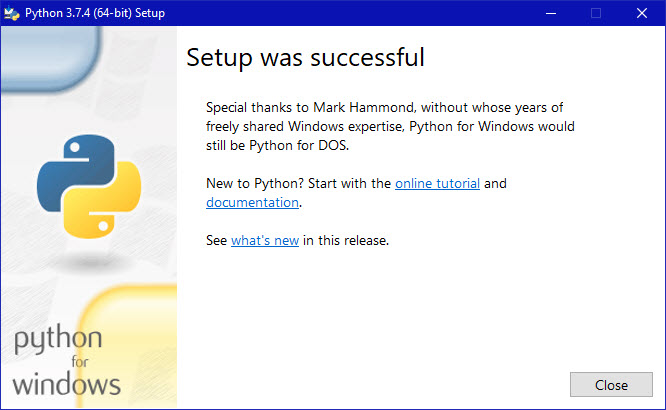 Python 3.7.4 (64-bit) Setup
Setup was successful
Special thanks to Mark Hammond, without whose years of
freely shared Windows expertise, Python for Windows would
still be Python for DOS.
New to Python? Start with the online tutorial and
documentation.
See what's new in this release.
python
for
windows
Close